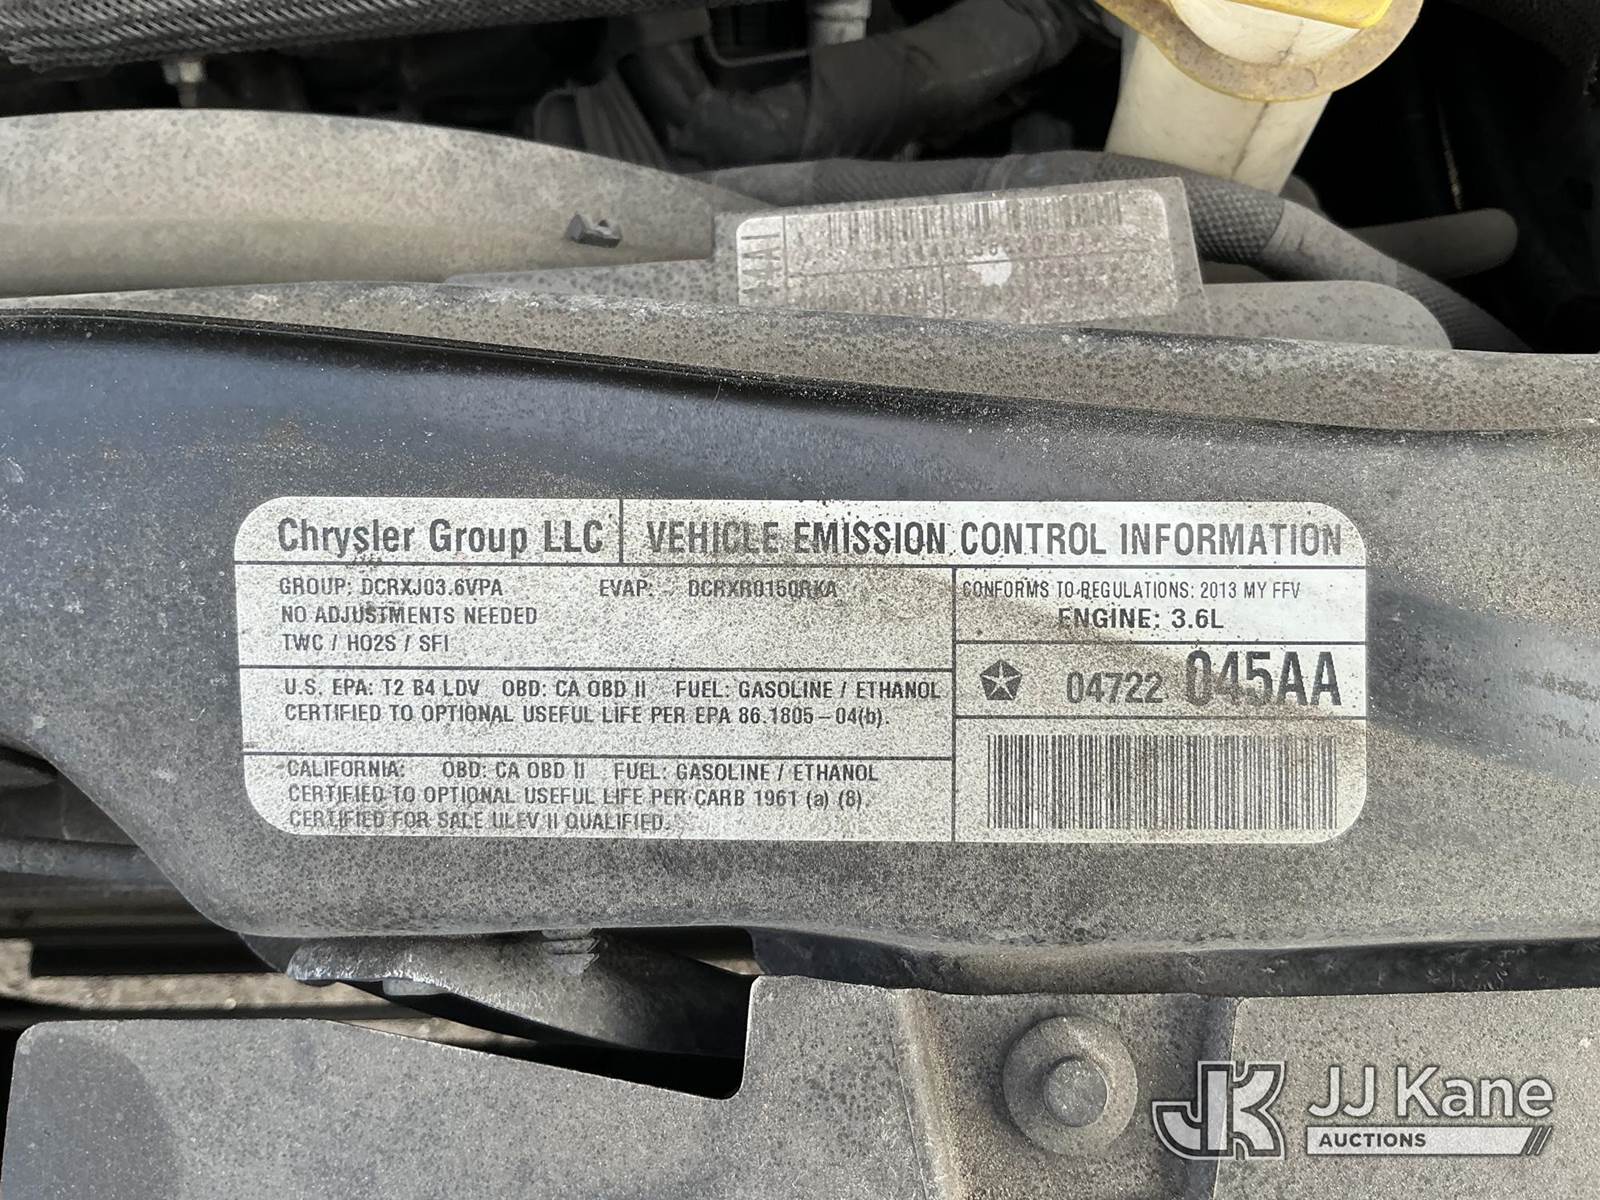 Chrysler Group LLC VEHICLE EMISSION CONTROL INFORMATION
GROUP: DCRXJ03.6VPA EVAP: DCRXR0150RKA
NO ADJUSTMENTS NEEDED
TWC / HO2S / SFI
CONFORMS TO REGULATIONS: 2013 MY FFV
ENGINE: 3.6L
04722 045AA
U.S. EPA: T2 B4 LDV OBD: CA OBD II FUEL: GASOLINE / ETHANOL
CERTIFIED TO OPTIONAL USEFUL LIFE PER EPA 86.1805-04(b).
CALIFORNIA: OBD: CA OBD II FUEL: GASOLINE / ETHANOL
CERTIFIED TO OPTIONAL USEFUL LIFE PER CARB 1961 (a) (8).
CERTIFIED FOR SALE ULEV II QUALIFIED.
JK JJ Kane
AUCTIONS